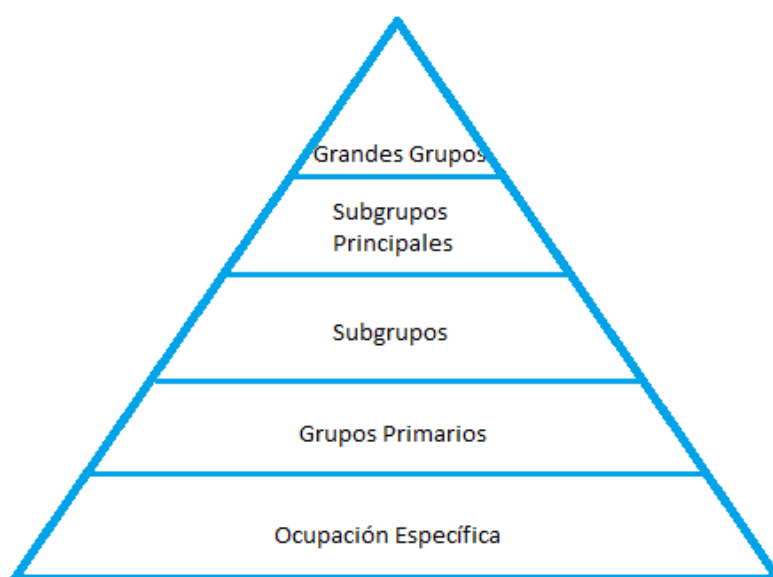 Grandes Grupos
Subgrupos
Principales
Subgrupos
Grupos Primarios
Ocupación Específica